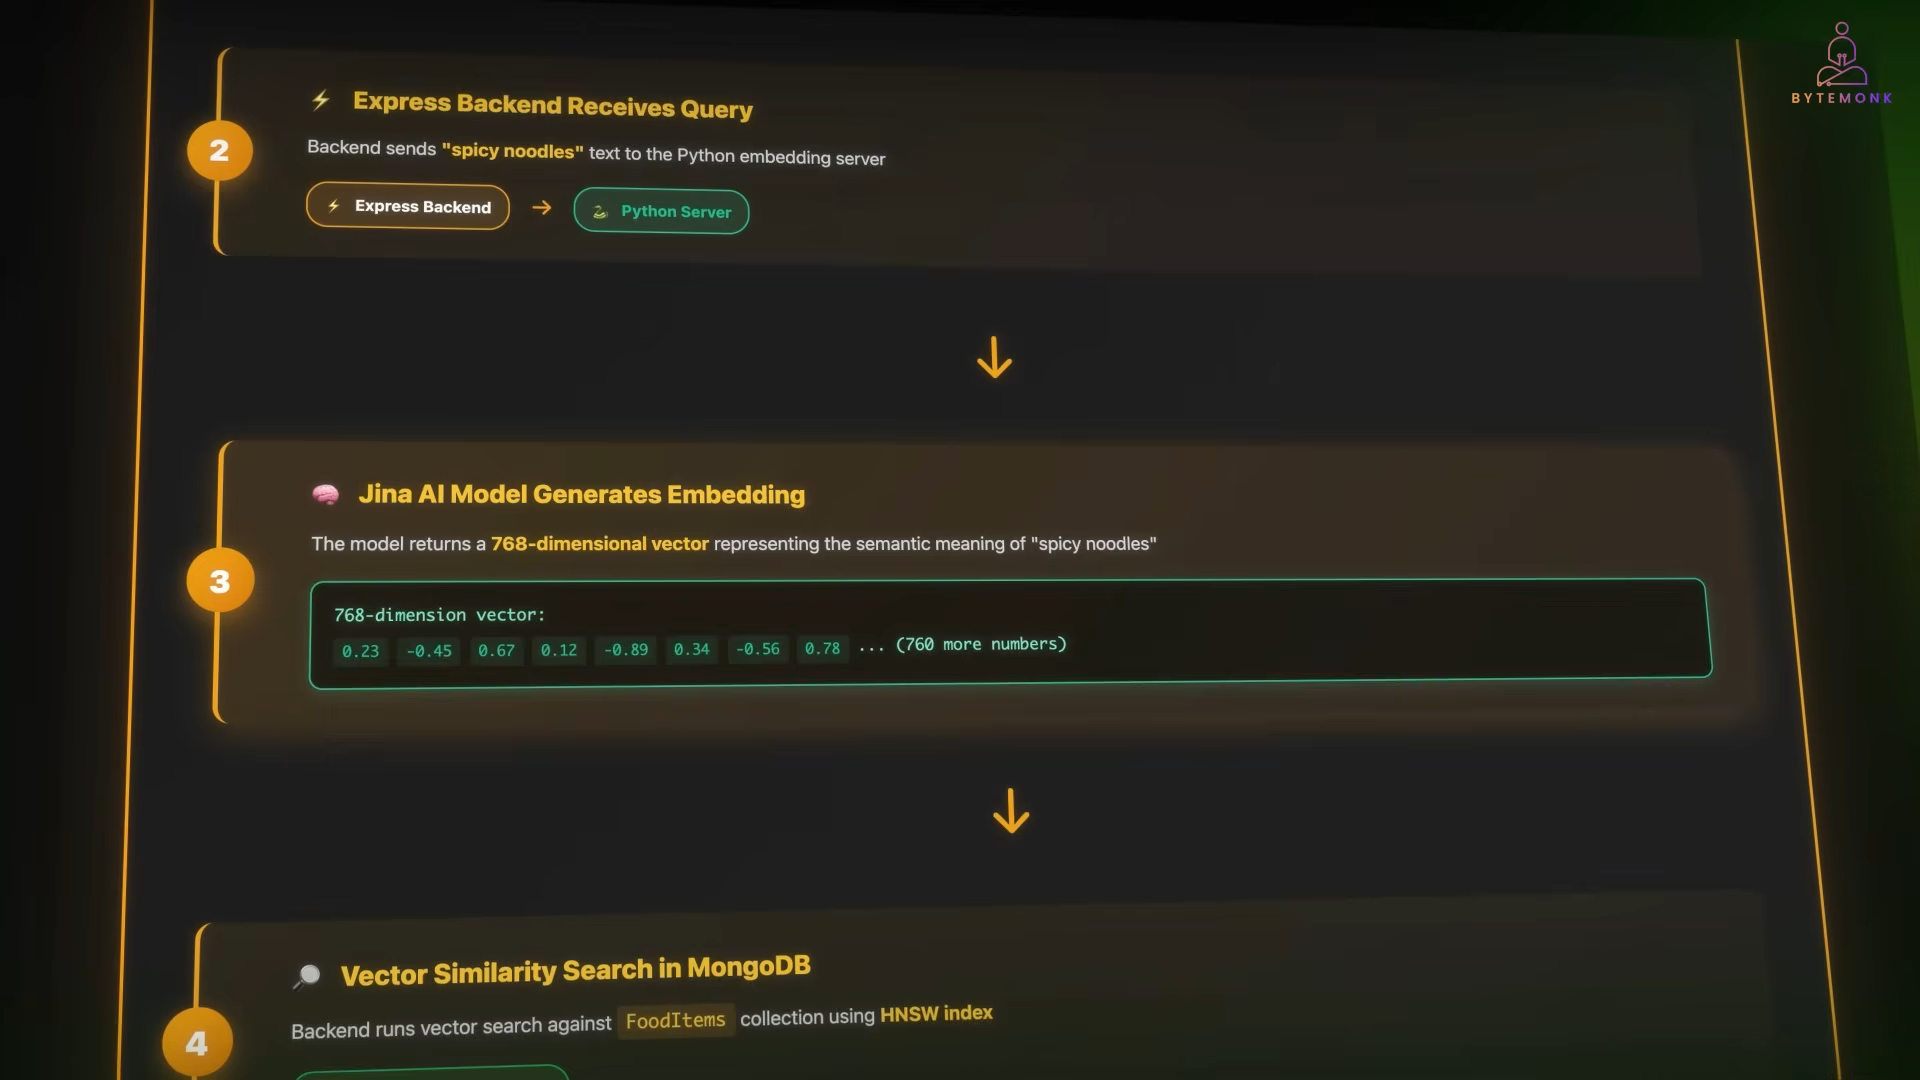 BYTEMONK
2
Express Backend Receives Query
Backend sends "spicy noodles" text to the Python embedding server
Express Backend → Python Server
3
Jina AI Model Generates Embedding
The model returns a 768-dimensional vector representing the semantic meaning of "spicy noodles"
768-dimension vector:
0.23 -0.45 0.67 0.12 -0.89 0.34 -0.56 0.78 ... (760 more numbers)
4
Vector Similarity Search in MongoDB
Backend runs vector search against FoodItems collection using HNSW index